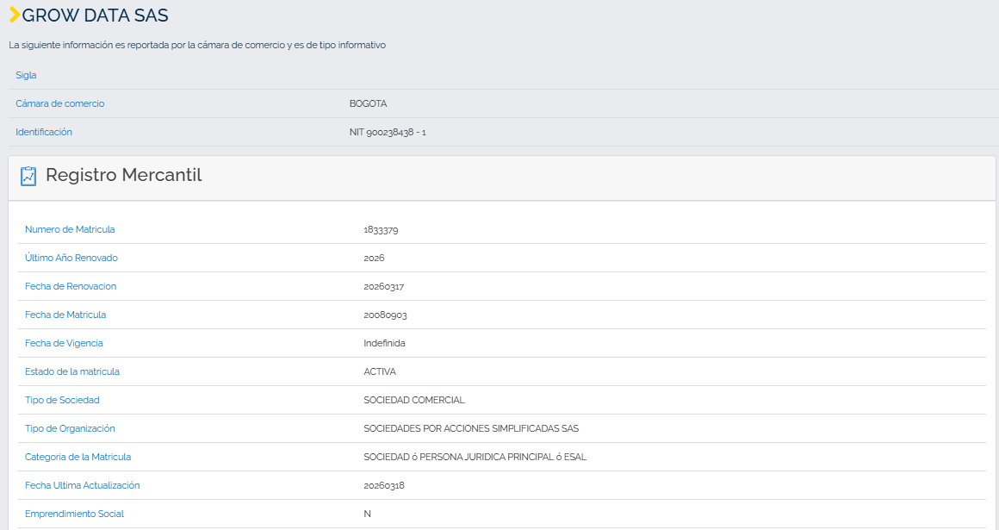 GROW DATA SAS
La siguiente información es reportada por la cámara de comercio y es de tipo informativo
Sigla
Cámara de comercio BOGOTA
Identificación NIT 900238438 - 1
Registro Mercantil
Numero de Matricula 1833379
Último Año Renovado 2026
Fecha de Renovacion 20260317
Fecha de Matricula 20080903
Fecha de Vigencia Indefinida
Estado de la matricula ACTIVA
Tipo de Sociedad SOCIEDAD COMERCIAL
Tipo de Organización SOCIEDADES POR ACCIONES SIMPLIFICADAS SAS
Categoria de la Matricula SOCIEDAD ó PERSONA JURIDICA PRINCIPAL ó ESAL
Fecha Ultima Actualización 20260318
Emprendimiento Social N